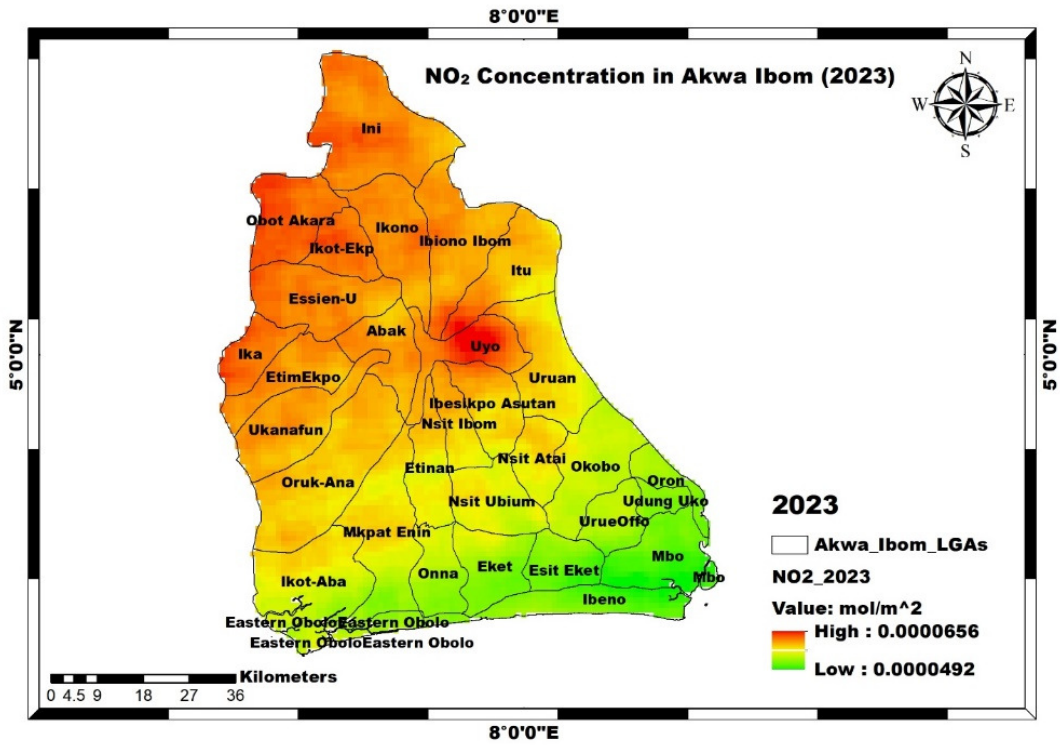 8°0'0"E
NO₂ Concentration in Akwa Ibom (2023)
N
W E
S
Ini
Obot Akara
Ikono
Ikot-Ekp
Ibiono Ibom
Itu
Essien-U
Abak
Uyo
Ika
EtimEkpo
Uruan
Ibesikpo Asutan
Nsit Ibom
Ukanafun
Etinan
Nsit Atai
Okobo
Oruk-Ana
Oron
Nsit Ubium
Udung Uko
UrueOffo
Mkpat Enin
Mbo
Eket
Esit Eket
Onna
Mbo
Ikot-Aba
Ibeno
Eastern Obolo
Eastern Obolo
Eastern Obolo
Eastern Obolo
5°0'0"N
5°0'0"N
2023
Akwa_Ibom_LGAs
NO2_2023
Value: mol/m^2
High : 0.0000656
Low : 0.0000492
Kilometers
0 4.5 9 18 27 36
8°0'0"E